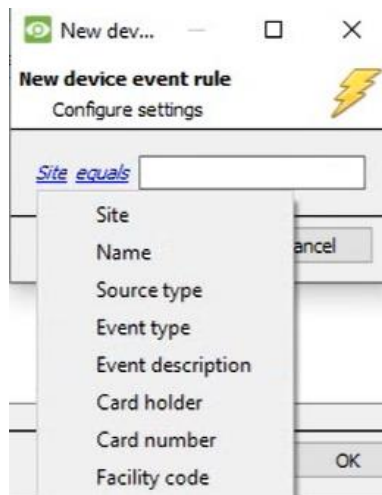 New dev...
New device event rule
Configure settings
Site equals
Site
Name
ancel
Source type
Event type
Event description
Card holder
Card number
OK
Facility code